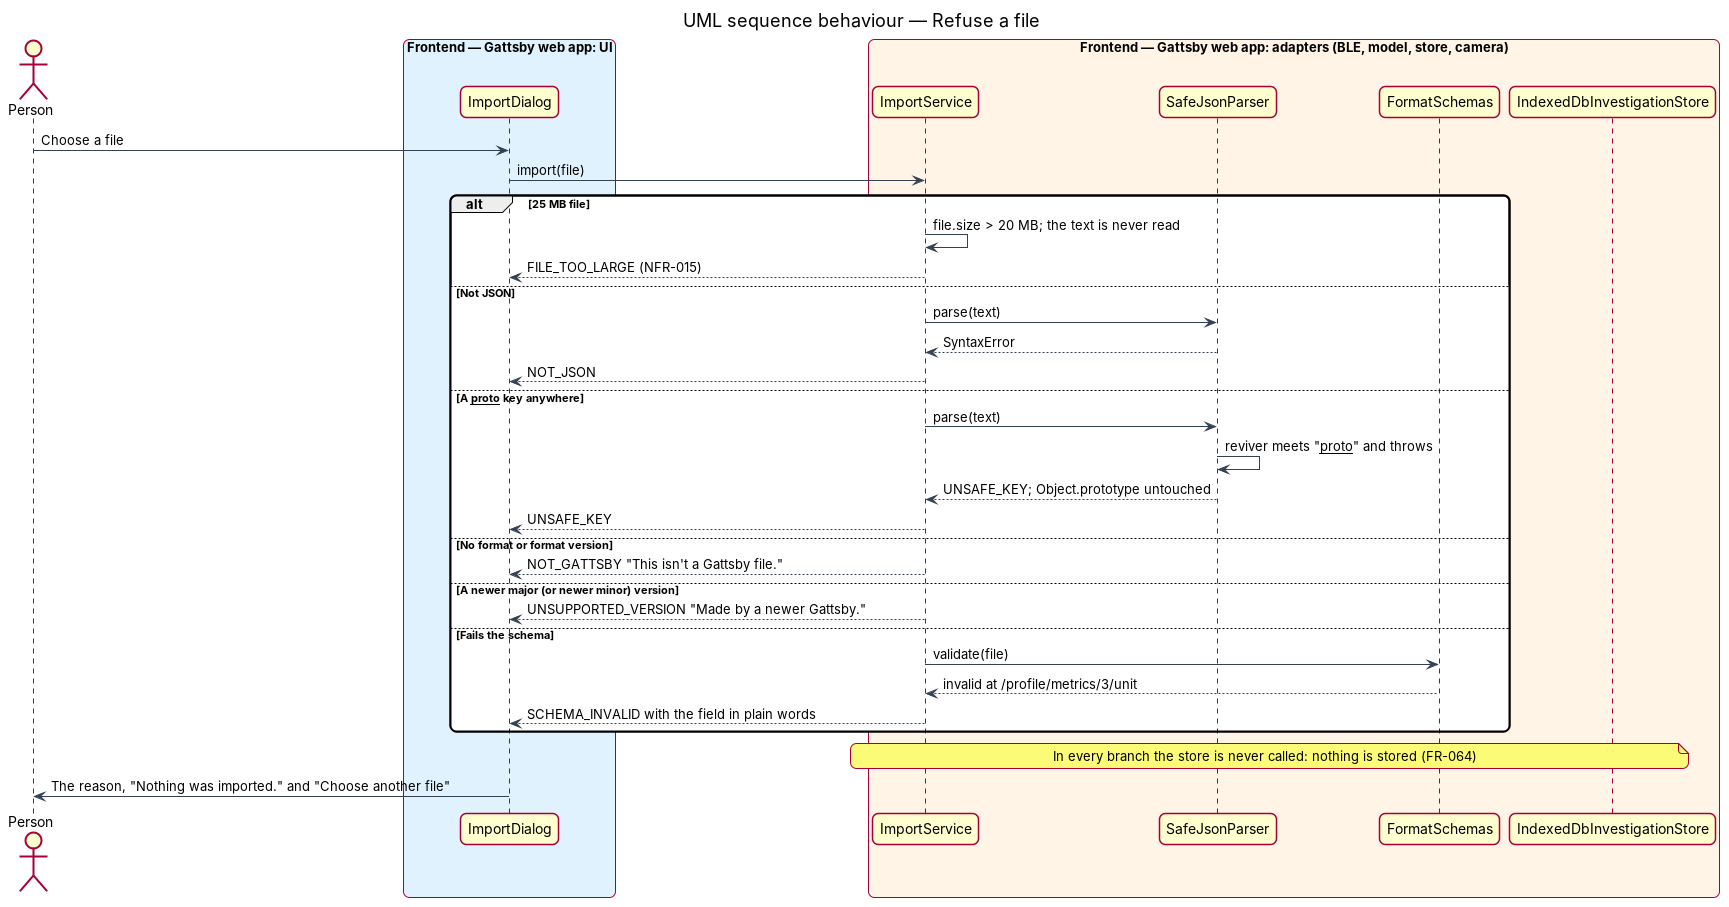 UML sequence behaviour — Refuse a file
Frontend — Gattsby web app: UI
Frontend — Gattsby web app: adapters (BLE, model, store, camera)
Person
ImportDialog
ImportService
SafeJsonParser
FormatSchemas
IndexedDbInvestigationStore
Choose a file
import(file)
alt
[25 MB file]
file.size > 20 MB; the text is never read
FILE_TOO_LARGE (NFR-015)
[Not JSON]
parse(text)
SyntaxError
NOT_JSON
[A proto key anywhere]
parse(text)
reviver meets "proto" and throws
UNSAFE_KEY; Object.prototype untouched
UNSAFE_KEY
[No format or format version]
NOT_GATTSBY "This isn't a Gattsby file."
[A newer major (or newer minor) version]
UNSUPPORTED_VERSION "Made by a newer Gattsby."
[Fails the schema]
validate(file)
invalid at /profile/metrics/3/unit
SCHEMA_INVALID with the field in plain words
In every branch the store is never called: nothing is stored (FR-064)
The reason, "Nothing was imported." and "Choose another file"
Person
ImportDialog
ImportService
SafeJsonParser
FormatSchemas
IndexedDbInvestigationStore